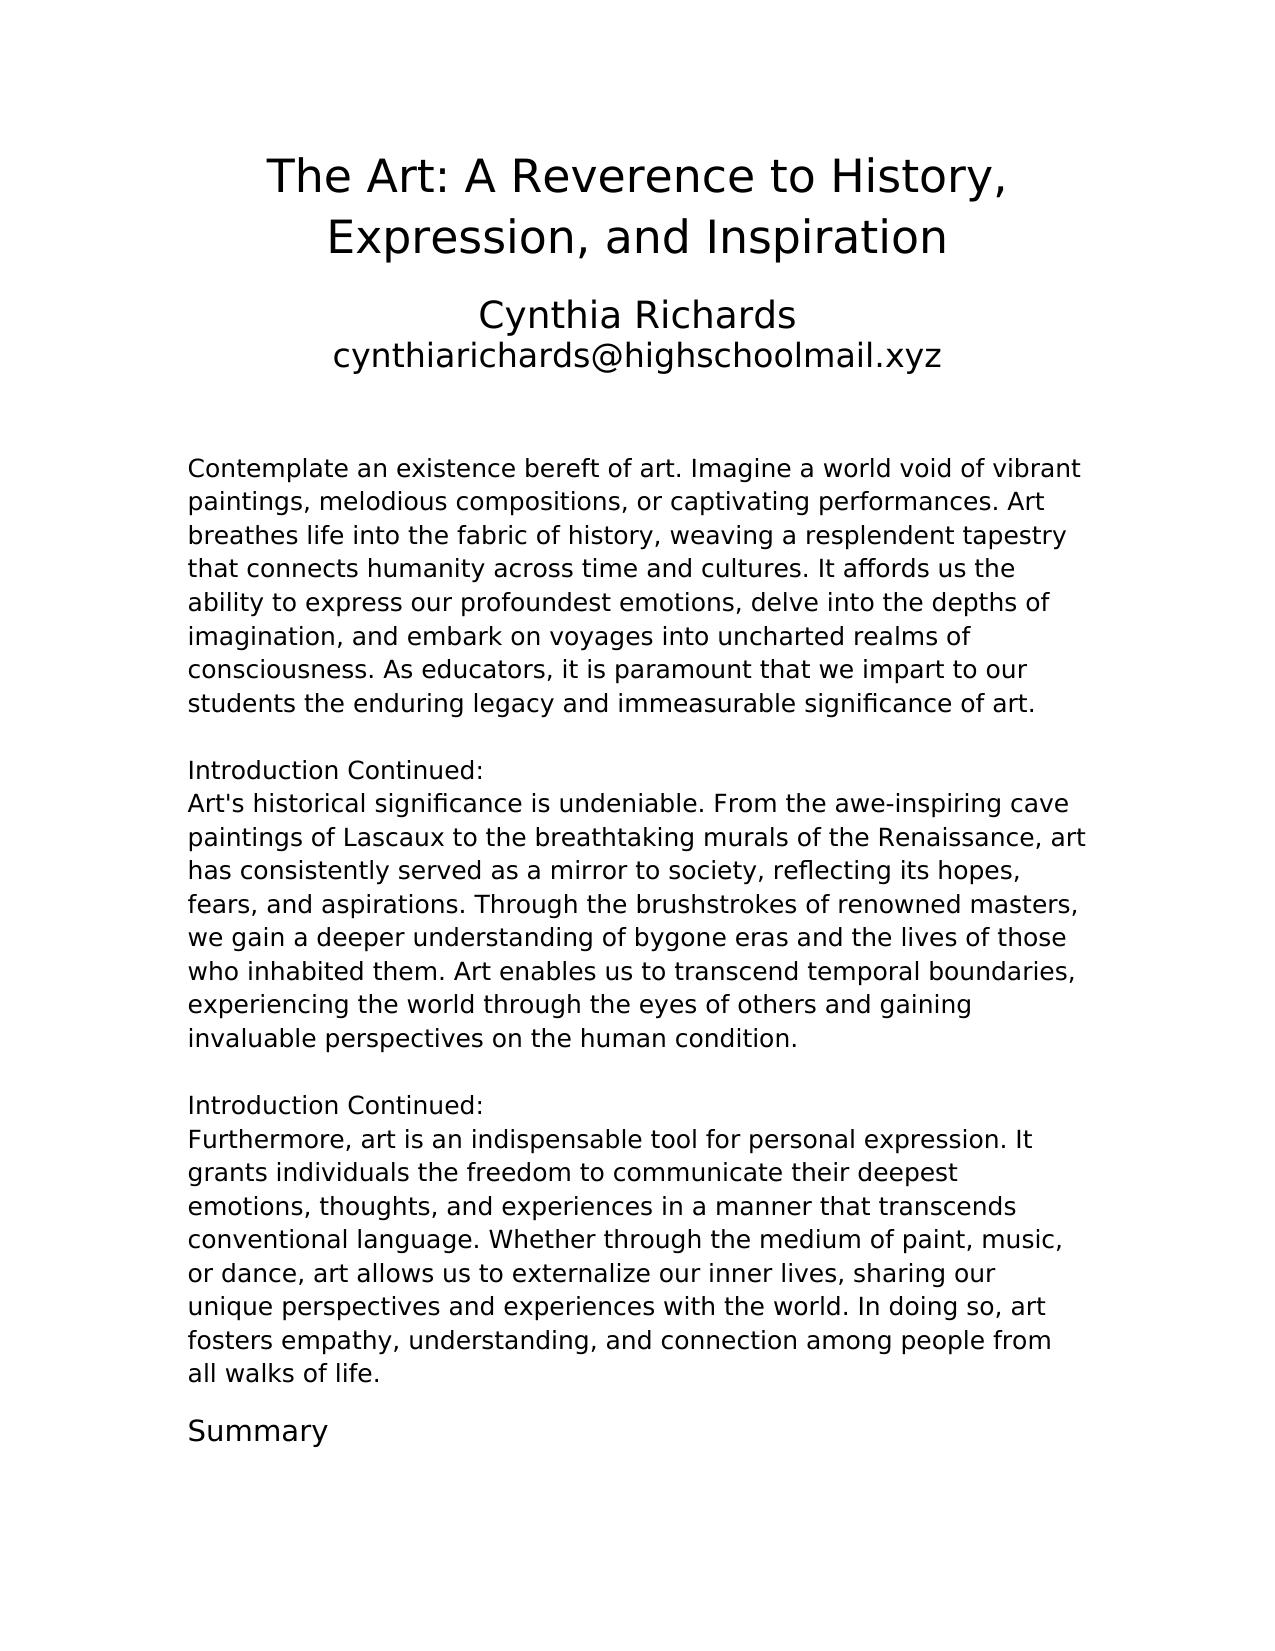 The Art: A Reverence to History,
Expression, and Inspiration
Cynthia Richards
cynthiarichards@highschoolmail.xyz
Contemplate an existence bereft of art. Imagine a world void of vibrant
paintings, melodious compositions, or captivating performances. Art
breathes life into the fabric of history, weaving a resplendent tapestry
that connects humanity across time and cultures. It affords us the
ability to express our profoundest emotions, delve into the depths of
imagination, and embark on voyages into uncharted realms of
consciousness. As educators, it is paramount that we impart to our
students the enduring legacy and immeasurable significance of art.
Introduction Continued:
Art's historical significance is undeniable. From the awe-inspiring cave
paintings of Lascaux to the breathtaking murals of the Renaissance, art
has consistently served as a mirror to society, reflecting its hopes,
fears, and aspirations. Through the brushstrokes of renowned masters,
we gain a deeper understanding of bygone eras and the lives of those
who inhabited them. Art enables us to transcend temporal boundaries,
experiencing the world through the eyes of others and gaining
invaluable perspectives on the human condition.
Introduction Continued:
Furthermore, art is an indispensable tool for personal expression. It
grants individuals the freedom to communicate their deepest
emotions, thoughts, and experiences in a manner that transcends
conventional language. Whether through the medium of paint, music,
or dance, art allows us to externalize our inner lives, sharing our
unique perspectives and experiences with the world. In doing so, art
fosters empathy, understanding, and connection among people from
all walks of life.
Summary